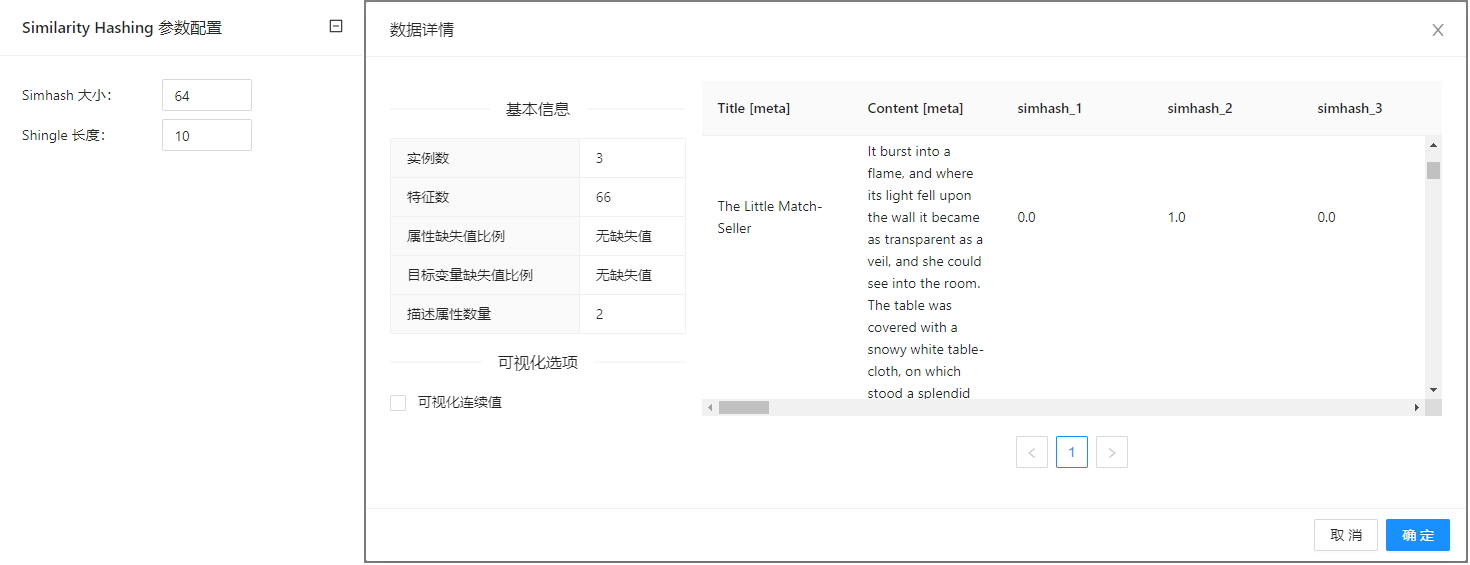 Similarity Hashing 参数配置
Simhash 大小：
64
Shingle 长度：
10
数据详情
基本信息
实例数
3
特征数
66
属性缺失值比例
无缺失值
目标变量缺失值比例
无缺失值
描述属性数量
2
可视化选项
可视化连续值
Title [meta]
Content [meta]
simhash_1
simhash_2
simhash_3
The Little Match-
Seller
It burst into a
flame, and where
its light fell upon
the wall it became
as transparent as a
veil, and she could
see into the room.
The table was
covered with a
snowy white table-
cloth, on which
stood a splendid
0.0
1.0
0.0
1
取 消
确 定